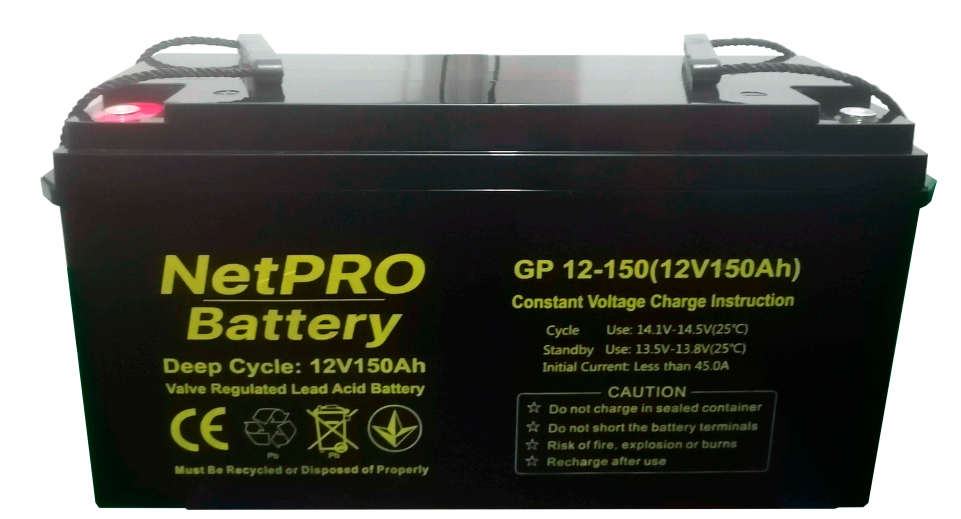 NetPRO
Battery
Deep Cycle: 12V150Ah
Valve Regulated Lead Acid Battery
CE
Pb
Pb
Must Be Recycled or Disposed of Properly
GP 12-150(12V150Ah)
Constant Voltage Charge Instruction
Cycle Use: 14.1V-14.5V(25℃)
Standby Use: 13.5V-13.8V(25℃)
Initial Current: Less than 45.0A
CAUTION
☆ Do not charge in sealed container
☆ Do not short the battery terminals
☆ Risk of fire, explosion or burns
☆ Recharge after use